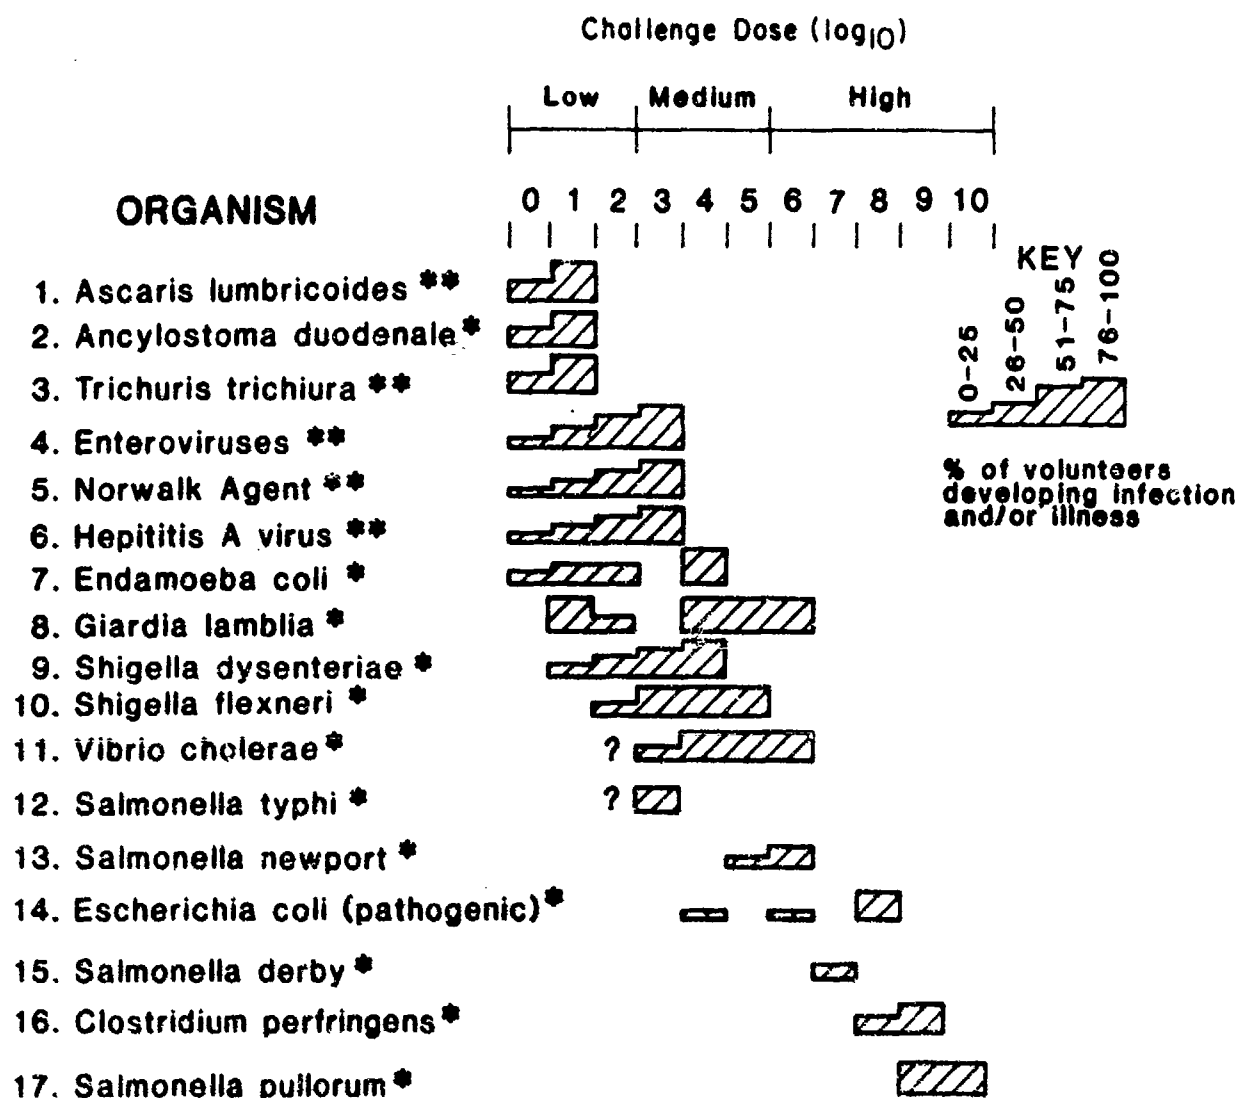 Challenge Dose (log10)
Low Medium High
ORGANISM
0 1 2 3 4 5 6 7 8 9 10
KEY
0-25
26-50
51-75
76-100
% of volunteers
developing infection
and/or illness
1. Ascaris lumbricoides **
2. Ancylostoma duodenale *
3. Trichuris trichiura **
4. Enteroviruses **
5. Norwalk Agent **
6. Hepititis A virus **
7. Endamoeba coli *
8. Giardia lamblia *
9. Shigella dysenteriae *
10. Shigella flexneri *
11. Vibrio cholerae * ?
12. Salmonella typhi * ?
13. Salmonella newport *
14. Escherichia coli (pathogenic) *
15. Salmonella derby *
16. Clostridium perfringens *
17. Salmonella pullorum *